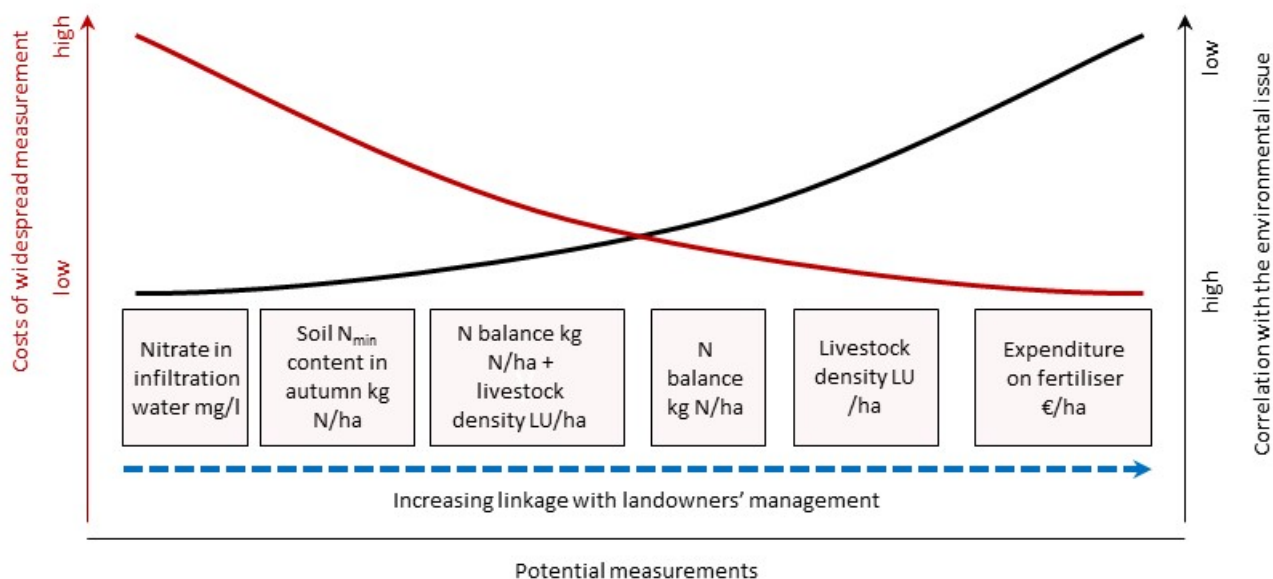 Costs of widespread measurement
high
low
low
high
Correlation with the environmental issue
Nitrate in
infiltration
water mg/l
Soil Nmin
content in
autumn kg
N/ha
N balance kg
N/ha +
livestock
density LU/ha
N
balance
kg N/ha
Livestock
density LU
/ha
Expenditure
on fertiliser
€/ha
Increasing linkage with landowners’ management
Potential measurements